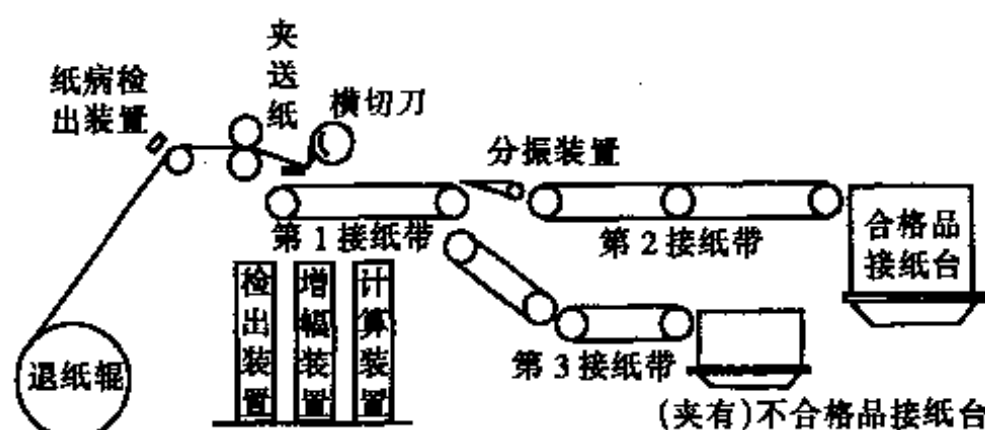 夹送纸
纸病检
出装置
横切刀
分振装置
第1接纸带
第2接纸带
合格品
接纸台
检出装置
增幅装置
计算装置
退纸辊
第3接纸带
(夹有)不合格品接纸台